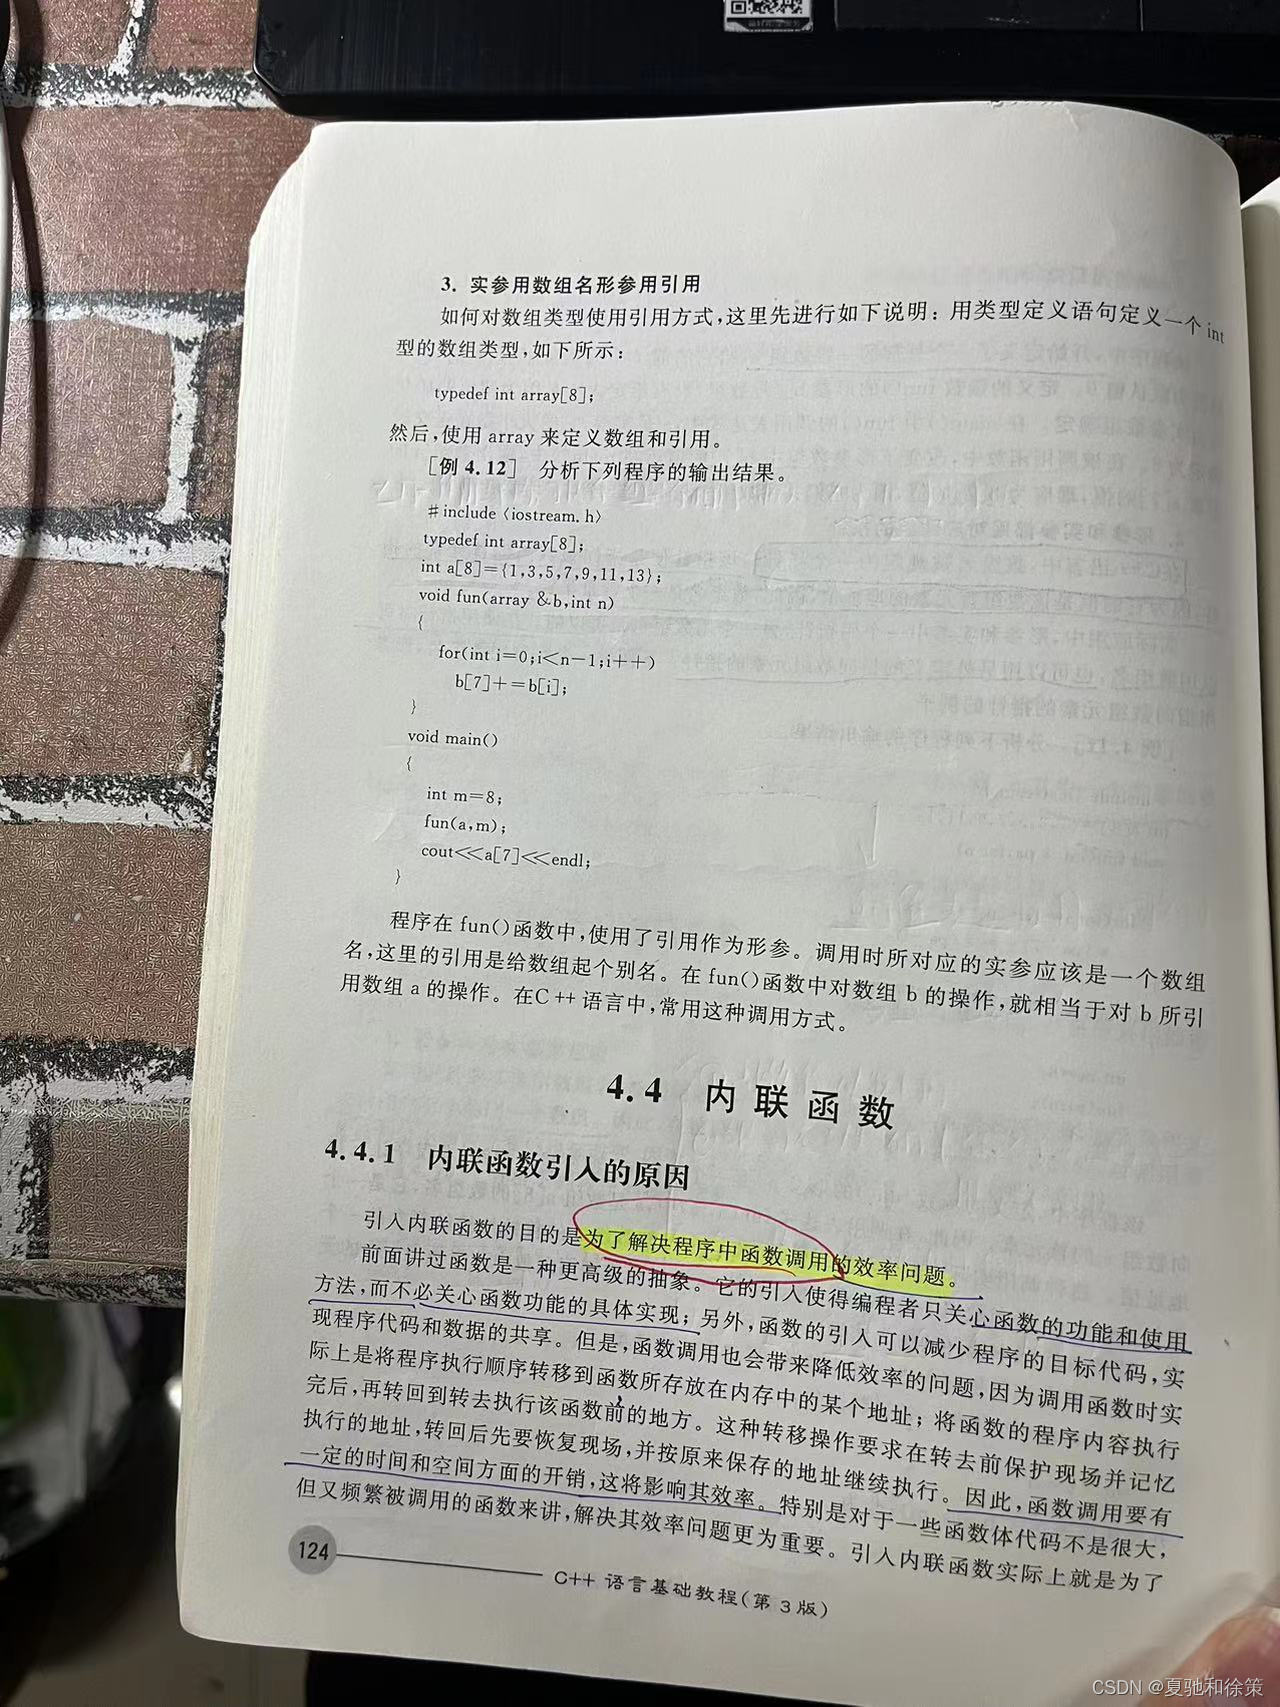 3. 实参用数组名形参用引用
如何对数组类型使用引用方式,这里先进行如下说明: 用类型定义语句定义一个 int
型的数组类型,如下所示:
typedef int array[8];
然后,使用 array 来定义数组和引用。
[例 4.12] 分析下列程序的输出结果。
#include <iostream.h>
typedef int array[8];
int a[8]={1,3,5,7,9,11,13};
void fun(array &b,int n)
{
for(int i=0;i<n-1;i++)
b[7]+=b[i];
}
void main()
{
int m=8;
fun(a,m);
cout<<a[7]<<endl;
}
程序在 fun()函数中,使用了引用作为形参。调用时所对应的实参应该是一个数组
名,这里的引用是给数组起个别名。在 fun()函数中对数组 b 的操作,就相当于对 b 所引
用数组 a 的操作。在C++ 语言中,常用这种调用方式。
4.4 内联函数
4.4.1 内联函数引入的原因
引入内联函数的目的是为了解决程序中函数调用的效率问题。
前面讲过函数是一种更高级的抽象。它的引入使得编程者只关心函数的功能和使用
方法,而不必关心函数功能的具体实现;另外,函数的引入可以减少程序的目标代码,实
现程序代码和数据的共享。但是,函数调用也会带来降低效率的问题,因为调用函数时实
际上是将程序执行顺序转移到函数所存放在内存中的某个地址;将函数的程序内容执行
完后,再转回到转去执行该函数前的地方。这种转移操作要求在转去前保护现场并记忆
执行的地址,转回后先要恢复现场,并按原来保存的地址继续执行。因此,函数调用要有
一定的时间和空间方面的开销,这将影响其效率。特别是对于一些函数体代码不是很大,
但又频繁被调用的函数来讲,解决其效率问题更为重要。引入内联函数实际上就是为了
124
C++ 语言基础教程(第 3 版)
CSDN @夏驰和徐策